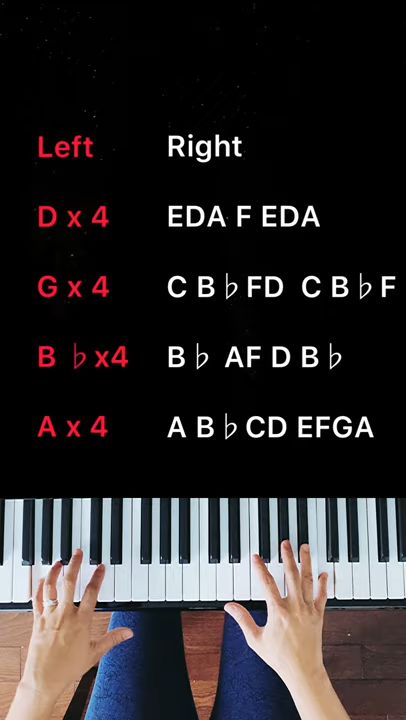 Left Right
D x 4 EDA F EDA
G x 4 C B♭FD C B♭F
B ♭x4 B♭ AF D B♭
A x 4 A B♭CD EFGA